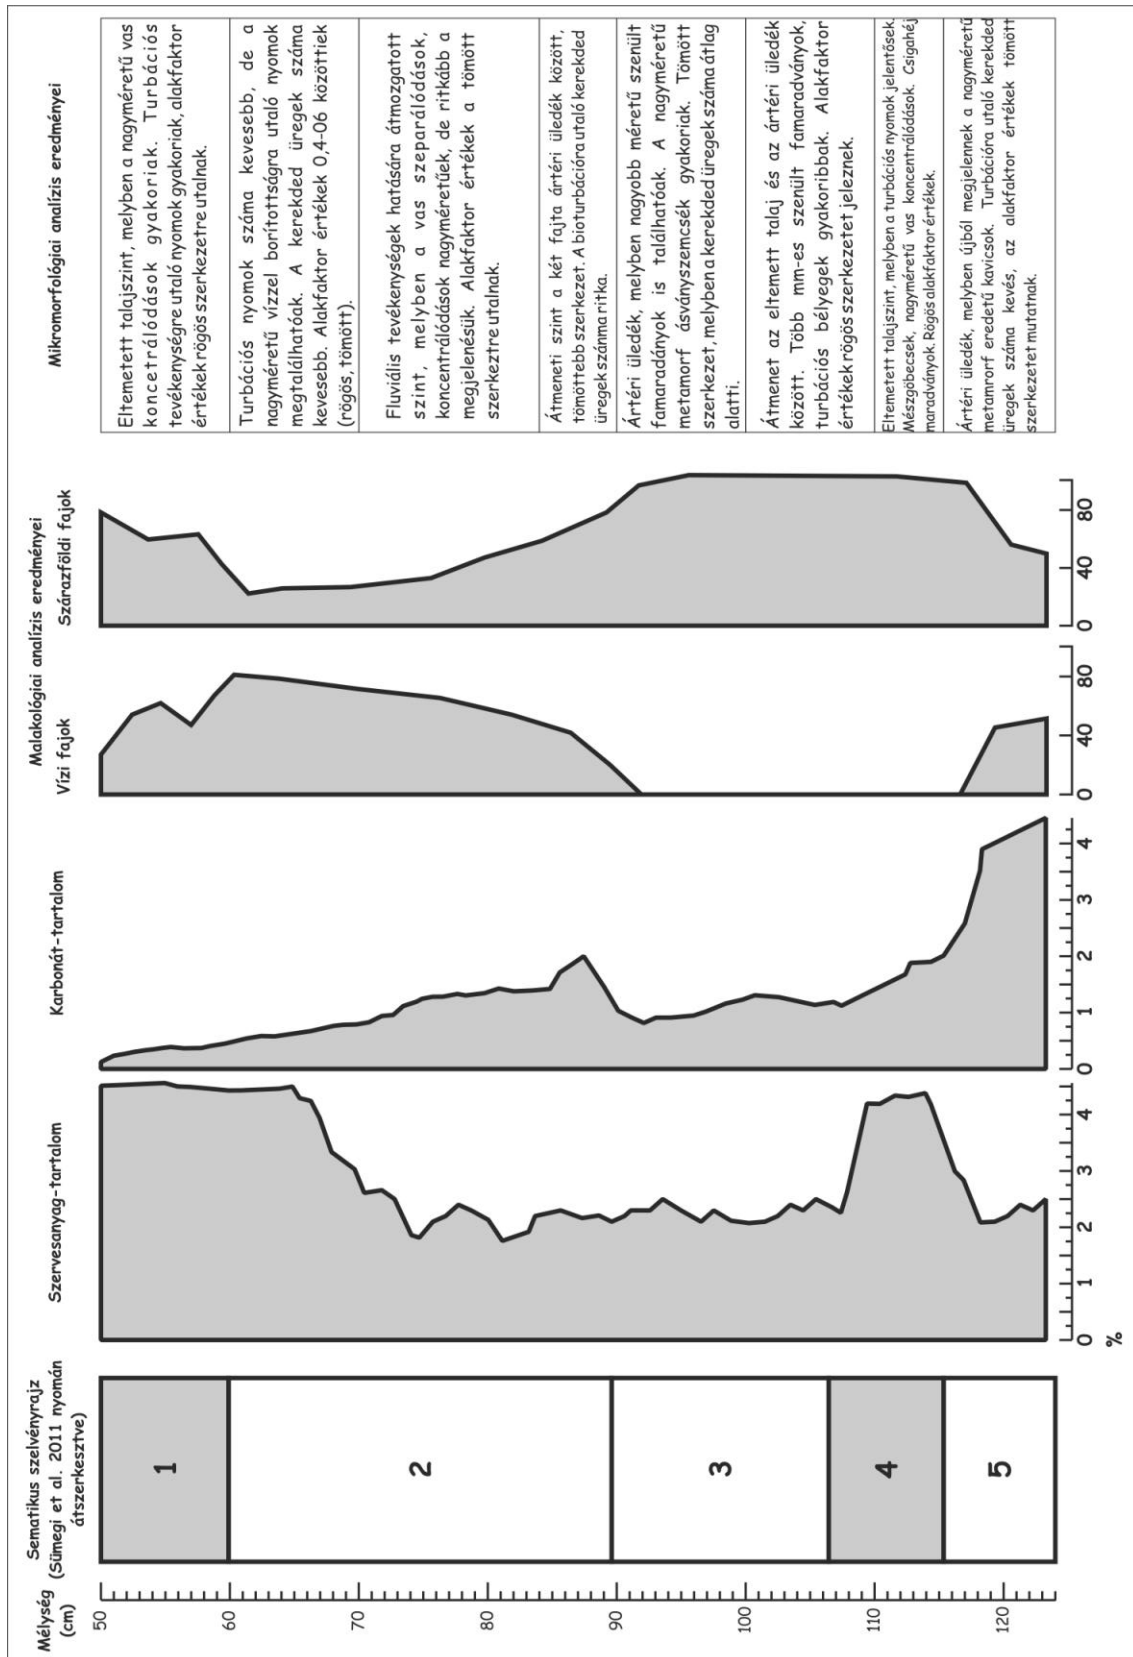 Mélység
(cm)
50
60
70
80
90
100
110
120
Sematikus szelvényrajz
(Sümegi et al. 2011 nyomán
átszerkesztve)
1
2
3
4
5
Szervesanyag-tartalom
0
1
2
3
4
%
Karbonát-tartalom
0
1
2
3
4
Malakológiai analízis eredményei
Vízi fajok
0
40
80
Szárazföldi fajok
0
40
80
Mikromorfológiai analízis eredményei
Eltemetett talajszint, melyben a nagyméretű vas
koncetrálódások gyakoriak. Turbációs
tevékenységre utaló nyomok gyakoriak, alakfaktor
értékek rögös szerkezetre utalnak.
Turbációs nyomok száma kevesebb, de a
nagyméretű vízzel borítottságra utaló nyomok
megtalálhatóak. A kerekded üregek száma
kevesebb. Alakfaktor értékek 0,4-06 közöttiek
(rögös, tömött).
Fluviális tevékenységek hatására átmozgatott
szint, melyben a vas szeparálódások,
koncentrálódások nagyméretűek, de ritkább a
megjelenésük. Alakfaktor értékek a tömött
szerkeztre utalnak.
Átmeneti szint a két fajta ártéri üledék között,
tömöttebb szerkezet. A bioturbációra utaló kerekded
üregek számma ritka.
Ártéri üledék, melyben nagyobb méretű szenült
famaradányok is találhatóak. A nagyméretű
metamorf ásványszemcsék gyakoriak. Tömött
szerkezet, melyben a kerekded üregek száma átlag
alatti.
Átmenet az eltemett talaj és az ártéri üledék
között. Több mm-es szenült famaradványok,
turbációs bélyegek gyakoribbak. Alakfaktor
értékek rögös szerkezetet jeleznek.
Eltemetett talajszint, melyben a turbációs nyomok jelentősek.
Mészgöbecsek, nagyméretű vas koncentrálódások. Csigahéj
maradványok. Rögös alakfaktor értékek.
Ártéri üledék, melyben újból megjelennek a nagyméretű
metamrorf eredetű kavicsok. Turbációra utaló kerekded
üregek száma kevés, az alakfaktor értékek tömött
szerkezetet mutatnak.